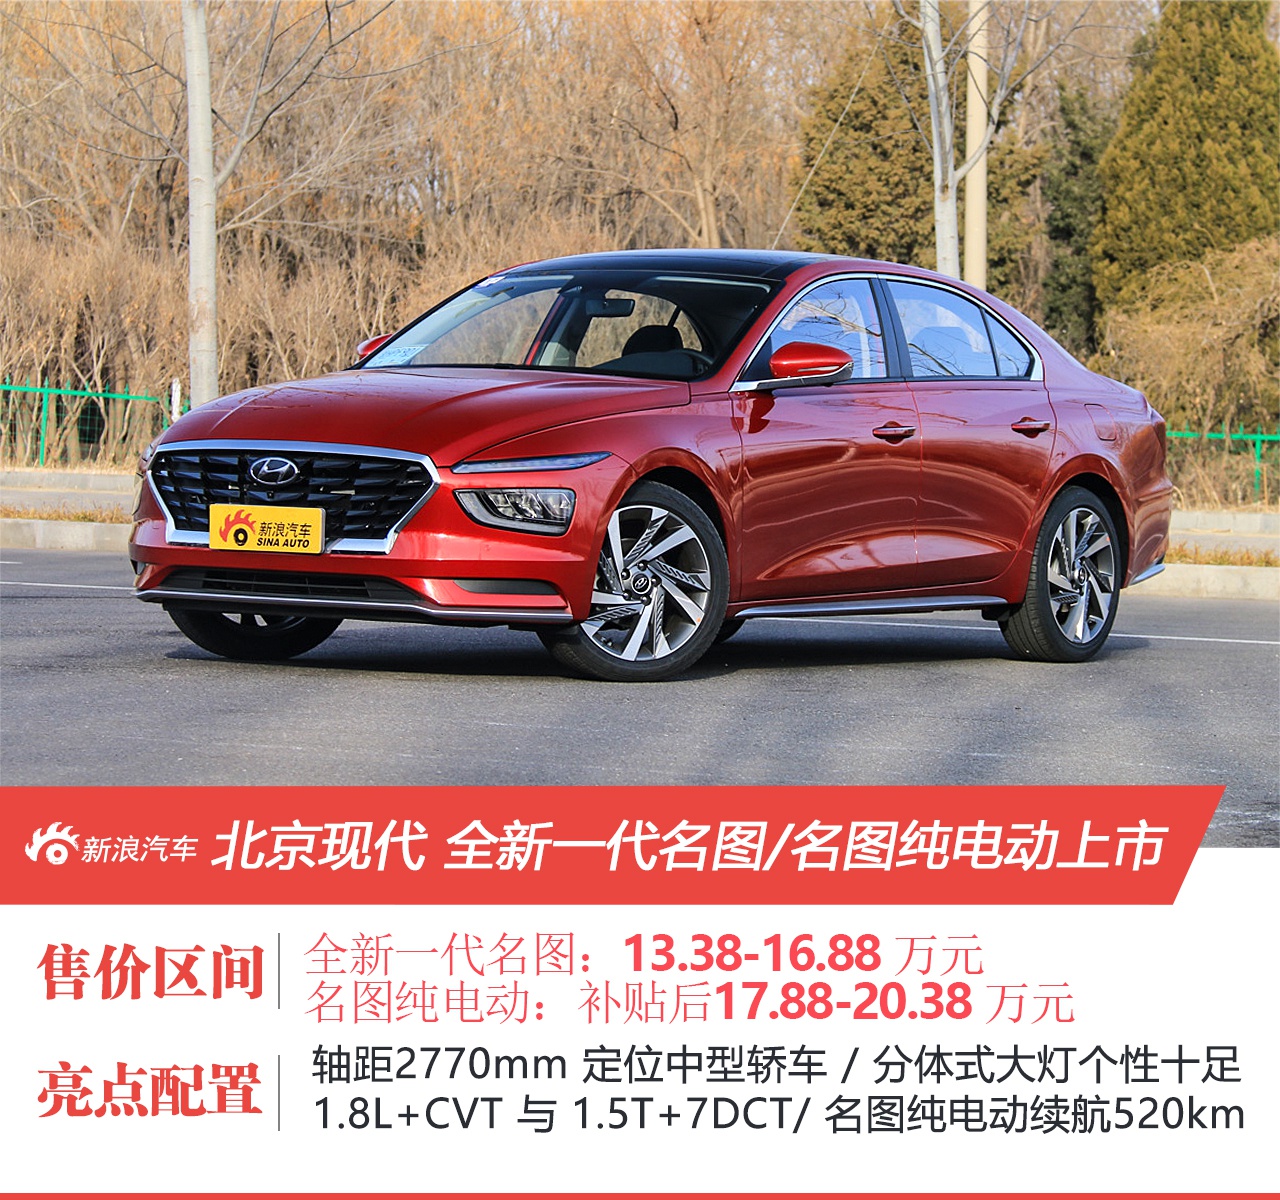 新浪汽车
SINA AUTO
新浪汽车 北京现代 全新一代名图/名图纯电动上市
售价区间
全新一代名图：13.38-16.88 万元
名图纯电动：补贴后17.88-20.38 万元
亮点配置
轴距2770mm 定位中型轿车 / 分体式大灯个性十足
1.8L+CVT 与 1.5T+7DCT/ 名图纯电动续航520km